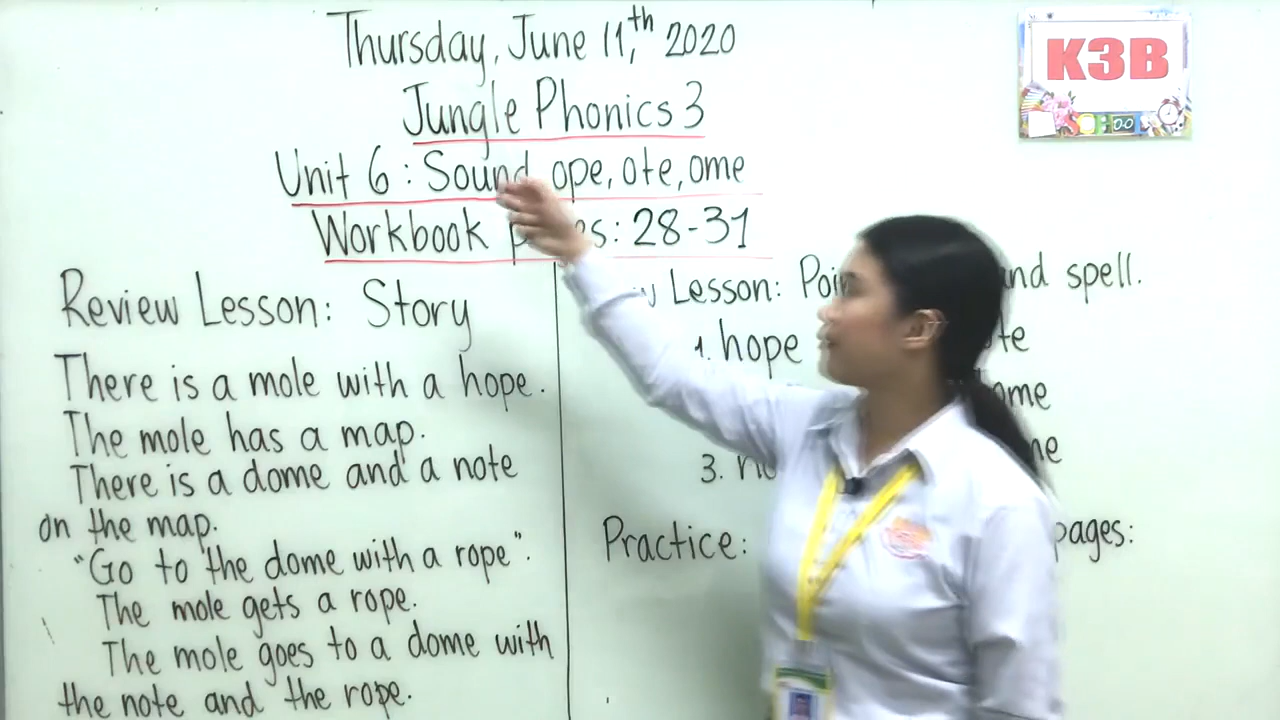 Thursday, June 11,th 2020
K3B
Jungle Phonics 3
Unit 6 : Sound ope, ote, ome
Workbook : 28-31
Review Lesson: Story
There is a mole with a hope.
The mole has a map.
There is a dome and a note
on the map.
"Go to the dome with a rope".
The mole gets a rope.
The mole goes to a dome with
the note and the rope.
Lesson: and spell.
1. hope
3.
Practice: pages: